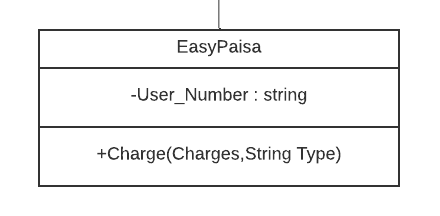 EasyPaisa
-User_Number : string
+Charge(Charges,String Type)